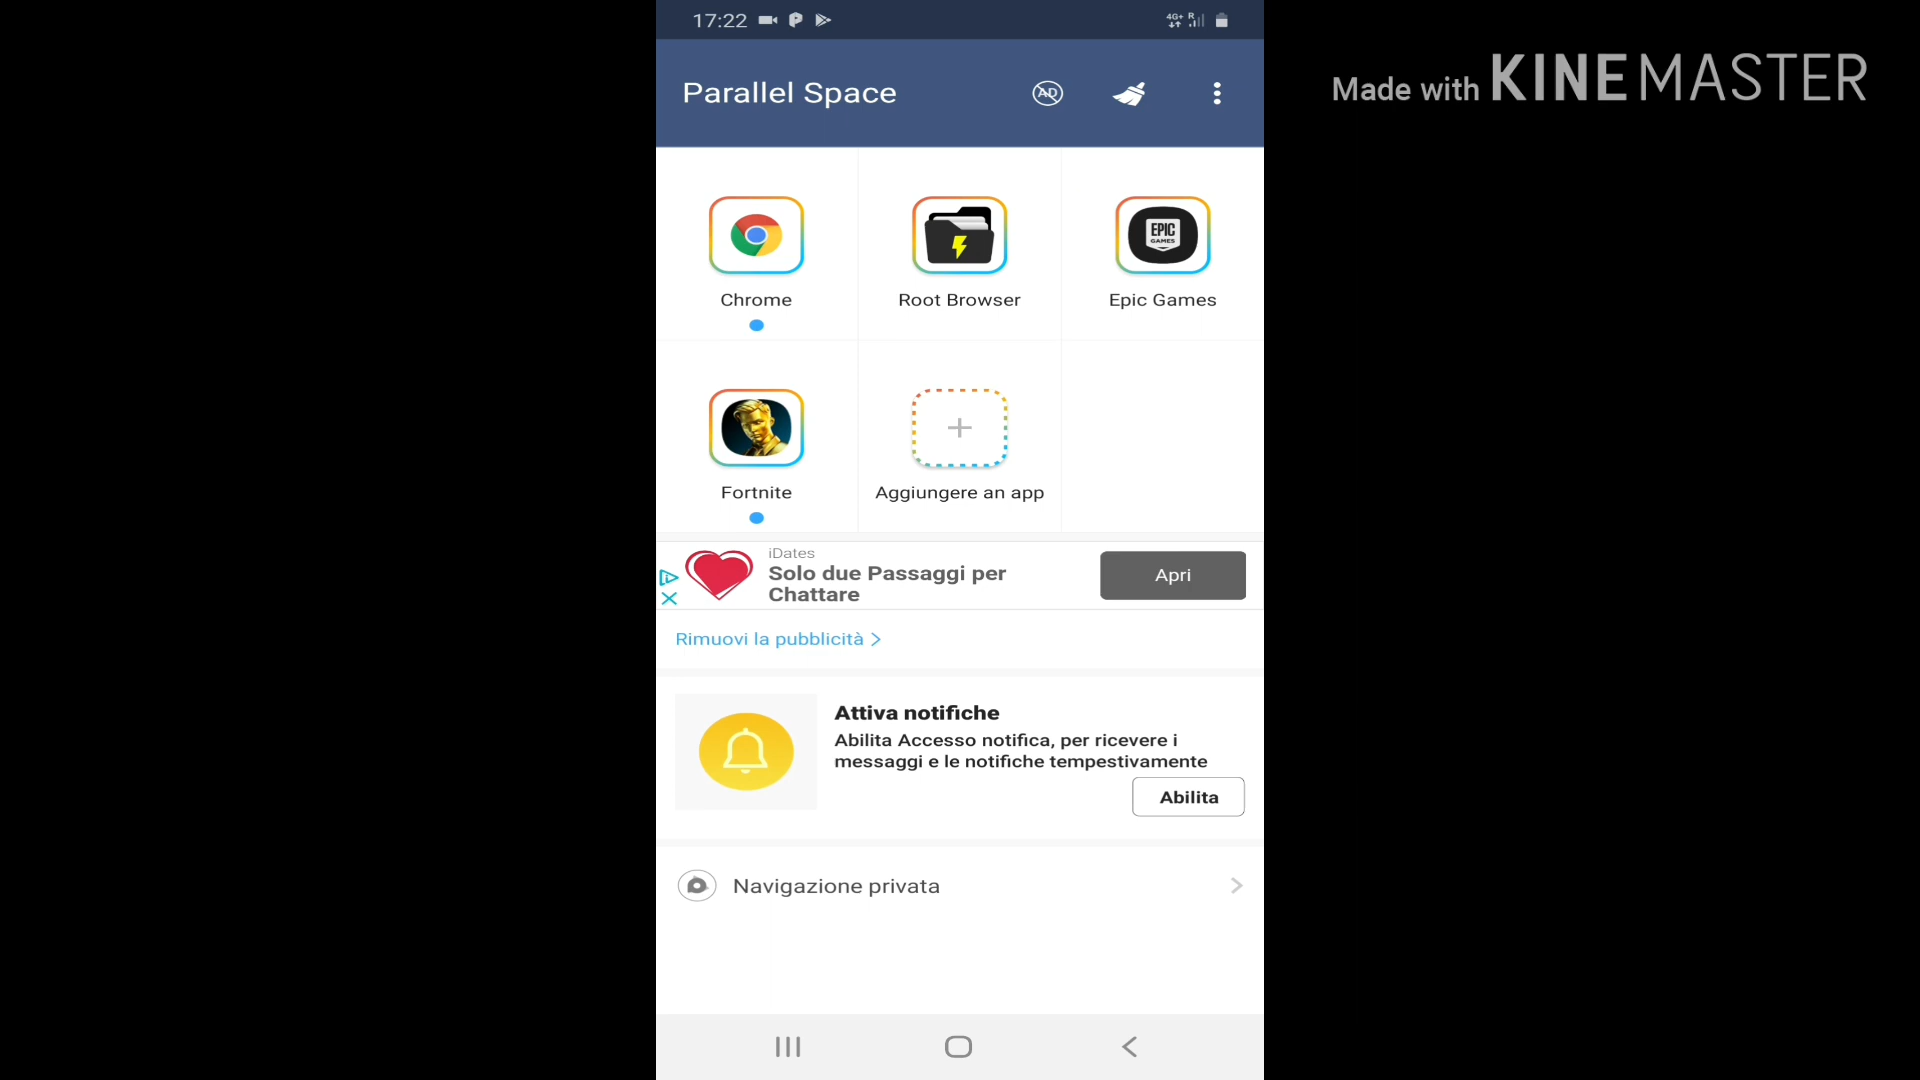 17:22
4G+ R
Made with KINEMASTER
Parallel Space
AD
EPIC
GAMES
Chrome
Root Browser
Epic Games
Fortnite
Aggiungere an app
iDates
Solo due Passaggi per
Chattare
Apri
Rimuovi la pubblicità >
Attiva notifiche
Abilita Accesso notifica, per ricevere i
messaggi e le notifiche tempestivamente
Abilita
Navigazione privata